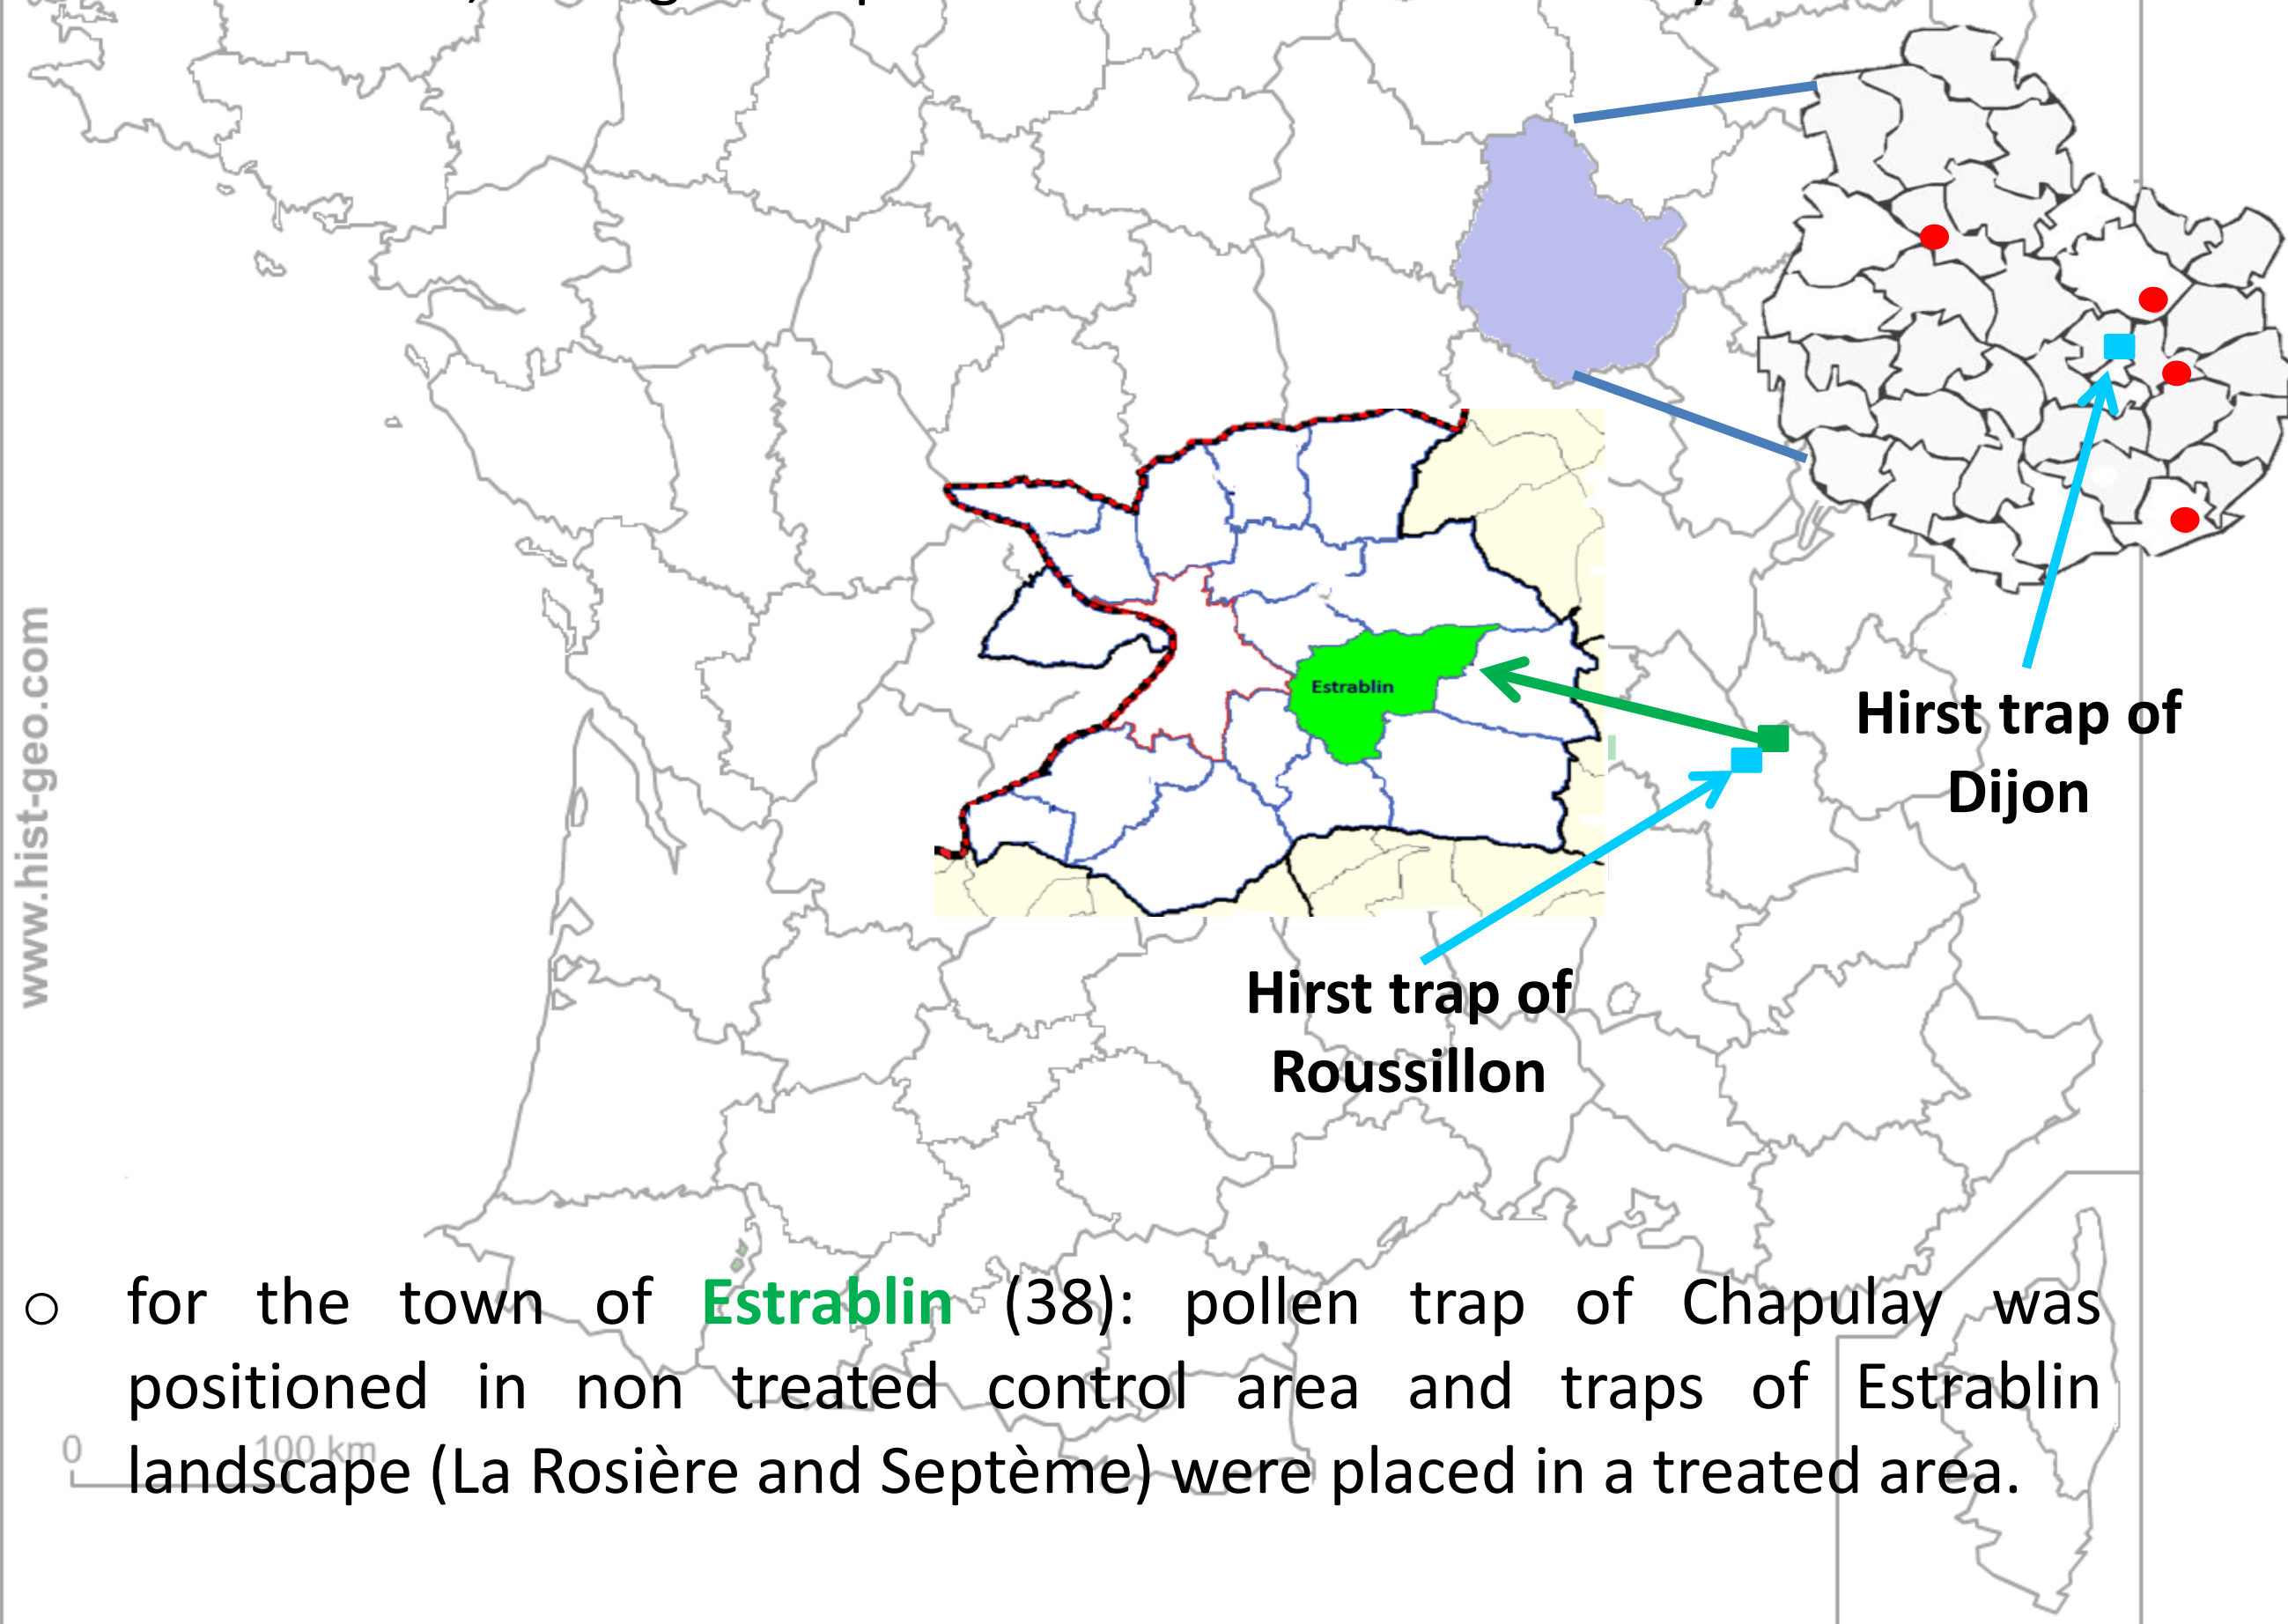 www.hist-geo.com
Estrablin
Hirst trap of
Dijon
Hirst trap of
Roussillon
○ for the town of Estrablin (38): pollen trap of Chapulay was
positioned in non treated control area and traps of Estrablin
landscape (La Rosière and Septème) were placed in a treated area.
0 100 km